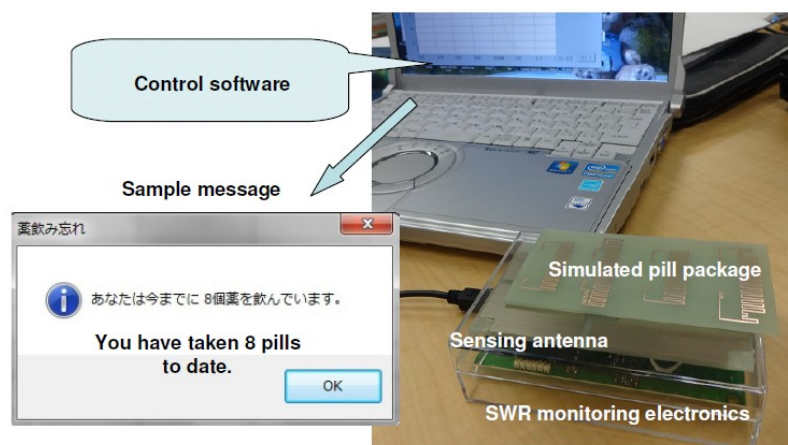 Control software
Sample message
薬飲み忘れ
あなたは今までに 8個薬を飲んでいます。
You have taken 8 pills
to date.
OK
Simulated pill package
Sensing antenna
SWR monitoring electronics